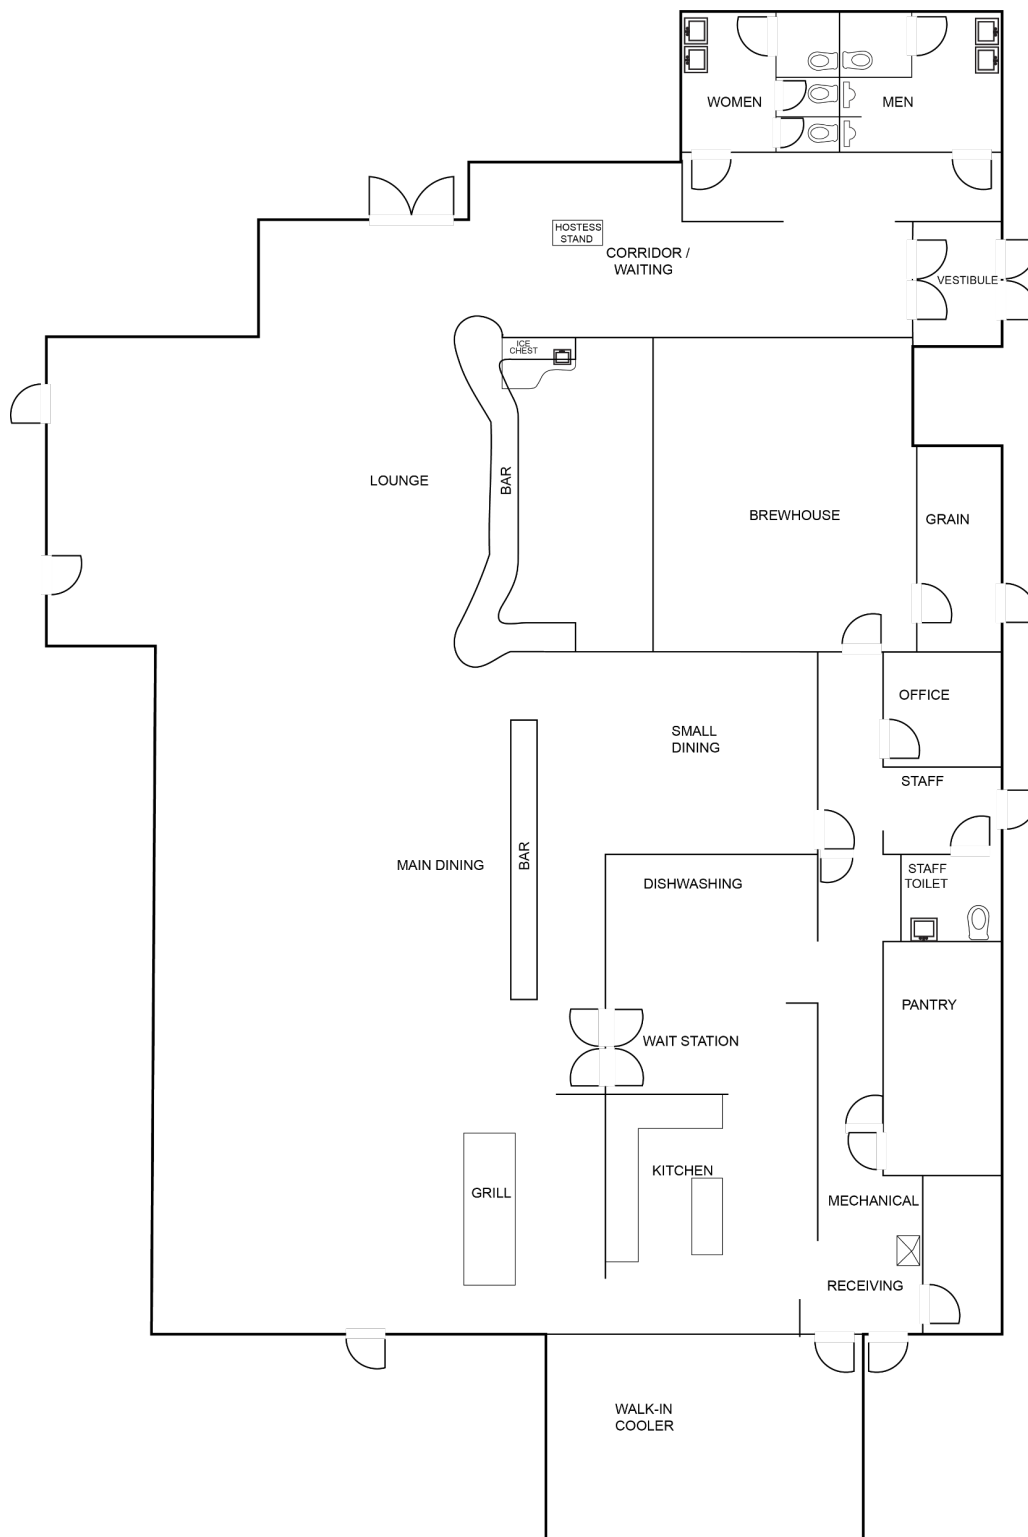 WOMEN
MEN
HOSTESS
STAND
CORRIDOR /
WAITING
VESTIBULE
ICE
CHEST
LOUNGE
BAR
BREWHOUSE
GRAIN
OFFICE
SMALL
DINING
STAFF
MAIN DINING
BAR
DISHWASHING
STAFF
TOILET
PANTRY
WAIT STATION
KITCHEN
GRILL
MECHANICAL
RECEIVING
WALK-IN
COOLER